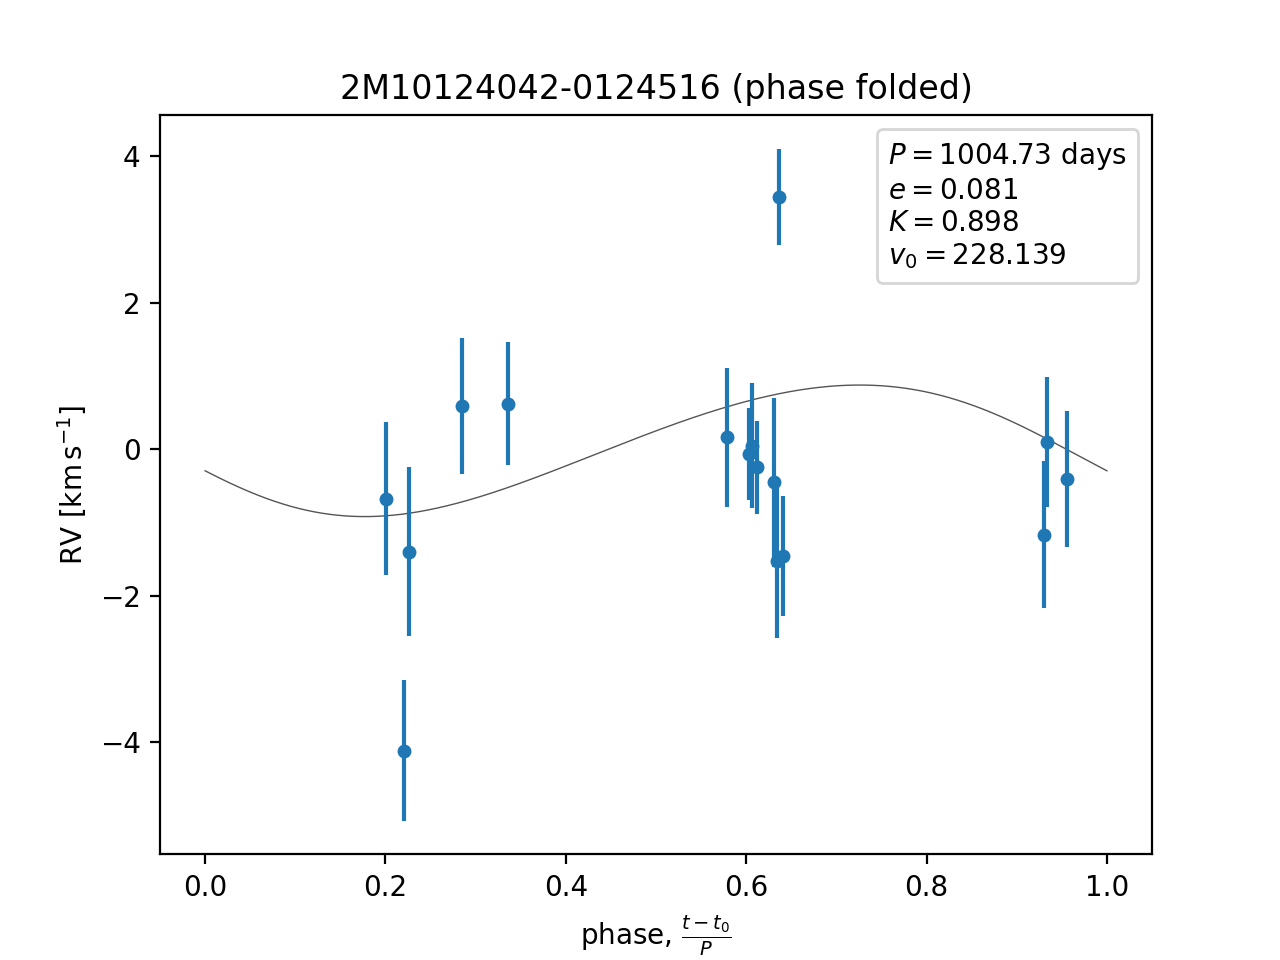 2M10124042-0124516 (phase folded)
P = 1004.73 days
e = 0.081
K = 0.898
v₀ = 228.139
RV [km s⁻¹]
4
2
0
−2
−4
0.0 0.2 0.4 0.6 0.8 1.0
phase, (t − t₀)/P